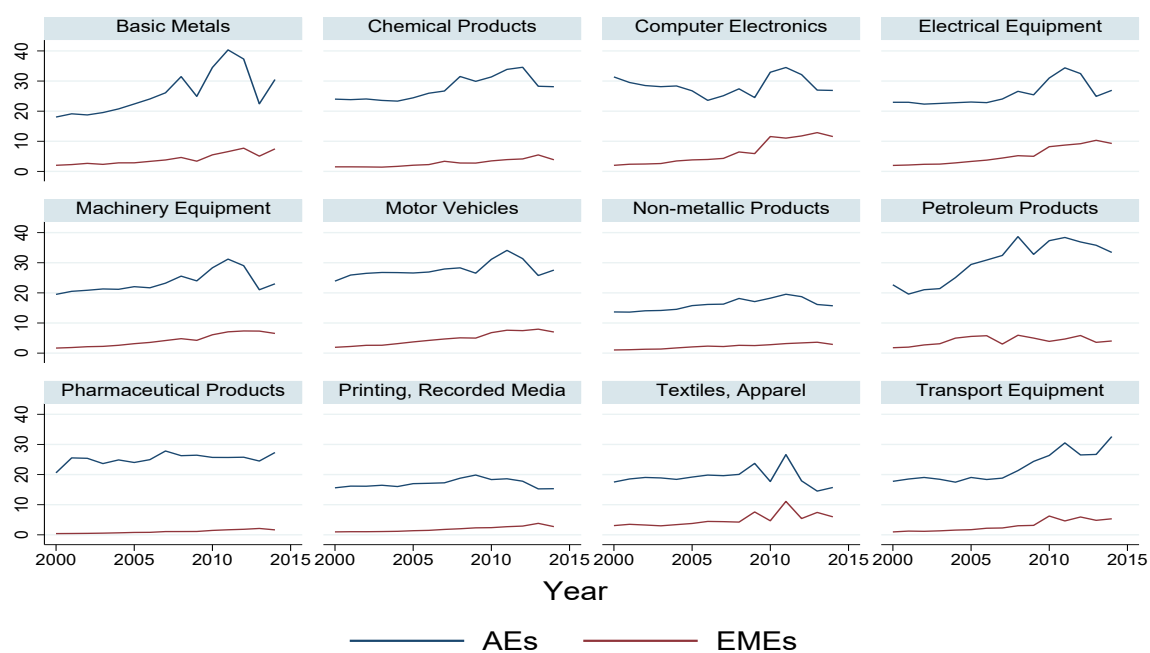 Basic Metals Chemical Products Computer Electronics Electrical Equipment
40
30
20
10
0
Machinery Equipment Motor Vehicles Non-metallic Products Petroleum Products
40
30
20
10
0
Pharmaceutical Products Printing, Recorded Media Textiles, Apparel Transport Equipment
40
30
20
10
0
2000 2005 2010 2015 2000 2005 2010 2015 2000 2005 2010 2015 2000 2005 2010 2015
Year
AEs EMEs